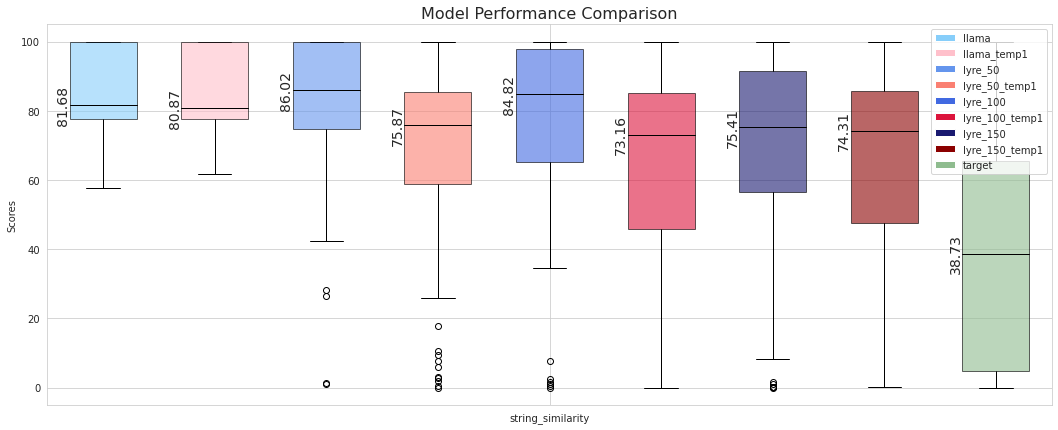 Model Performance Comparison
100
80
60
40
20
0
Scores
81.68
80.87
86.02
75.87
84.82
73.16
75.41
74.31
38.73
llama
llama_temp1
lyre_50
lyre_50_temp1
lyre_100
lyre_100_temp1
lyre_150
lyre_150_temp1
target
string_similarity